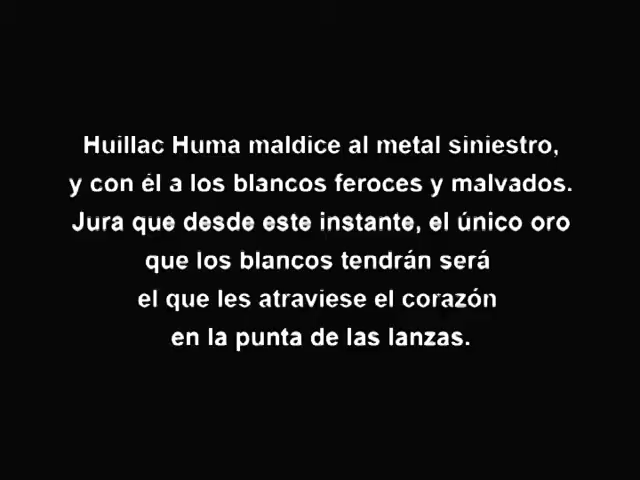 Huillac Huma maldice al metal siniestro,
y con él a los blancos feroces y malvados.
Jura que desde este instante, el único oro
que los blancos tendrán será
el que les atraviese el corazón
en la punta de las lanzas.